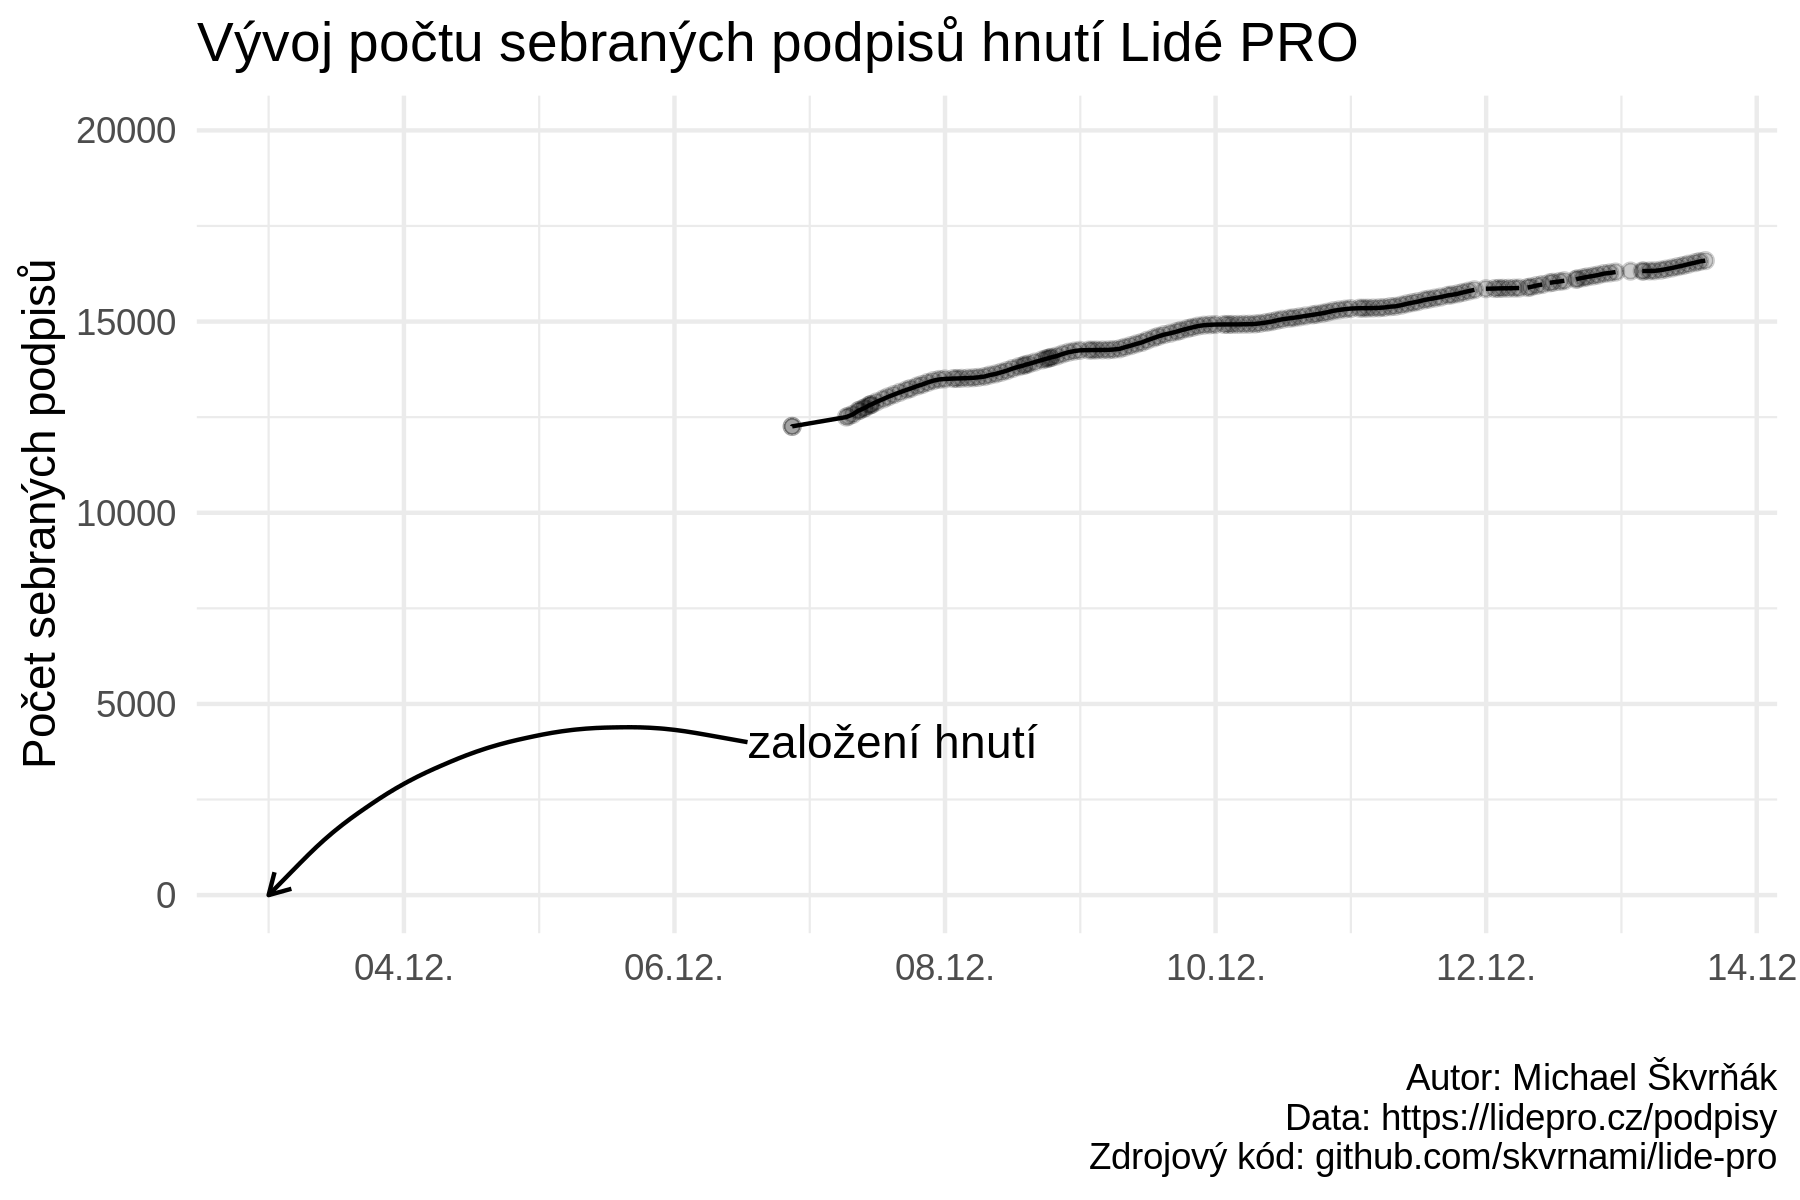 Vývoj počtu sebraných podpisů hnutí Lidé PRO
Počet sebraných podpisů
20000
15000
10000
5000
0
založení hnutí
04.12.
06.12.
08.12.
10.12.
12.12.
14.12
Autor: Michael Škvrňák
Data: https://lidepro.cz/podpisy
Zdrojový kód: github.com/skvrnami/lide-pro